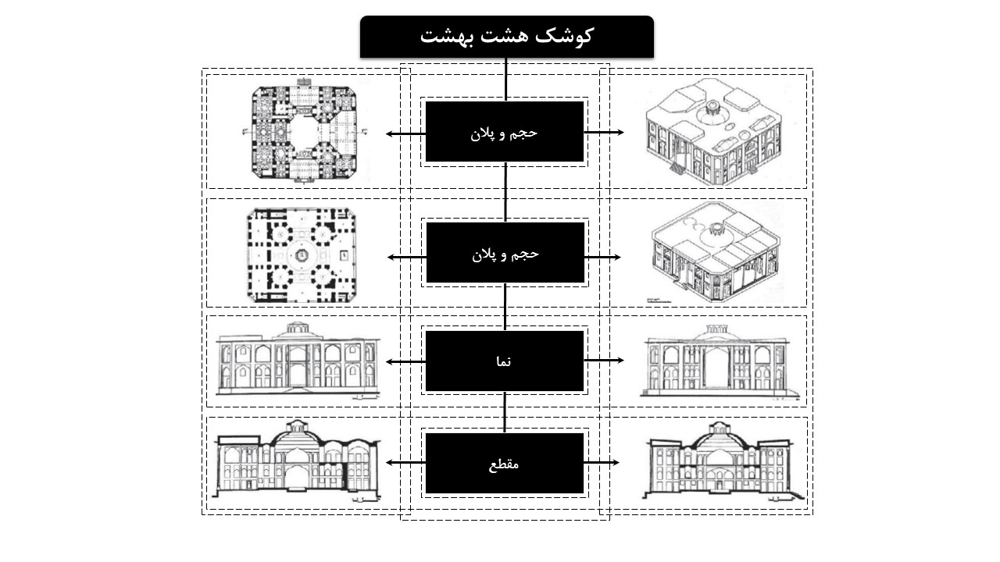 کوشک هشت بهشت
حجم و پلان
حجم و پلان
نما
مقطع